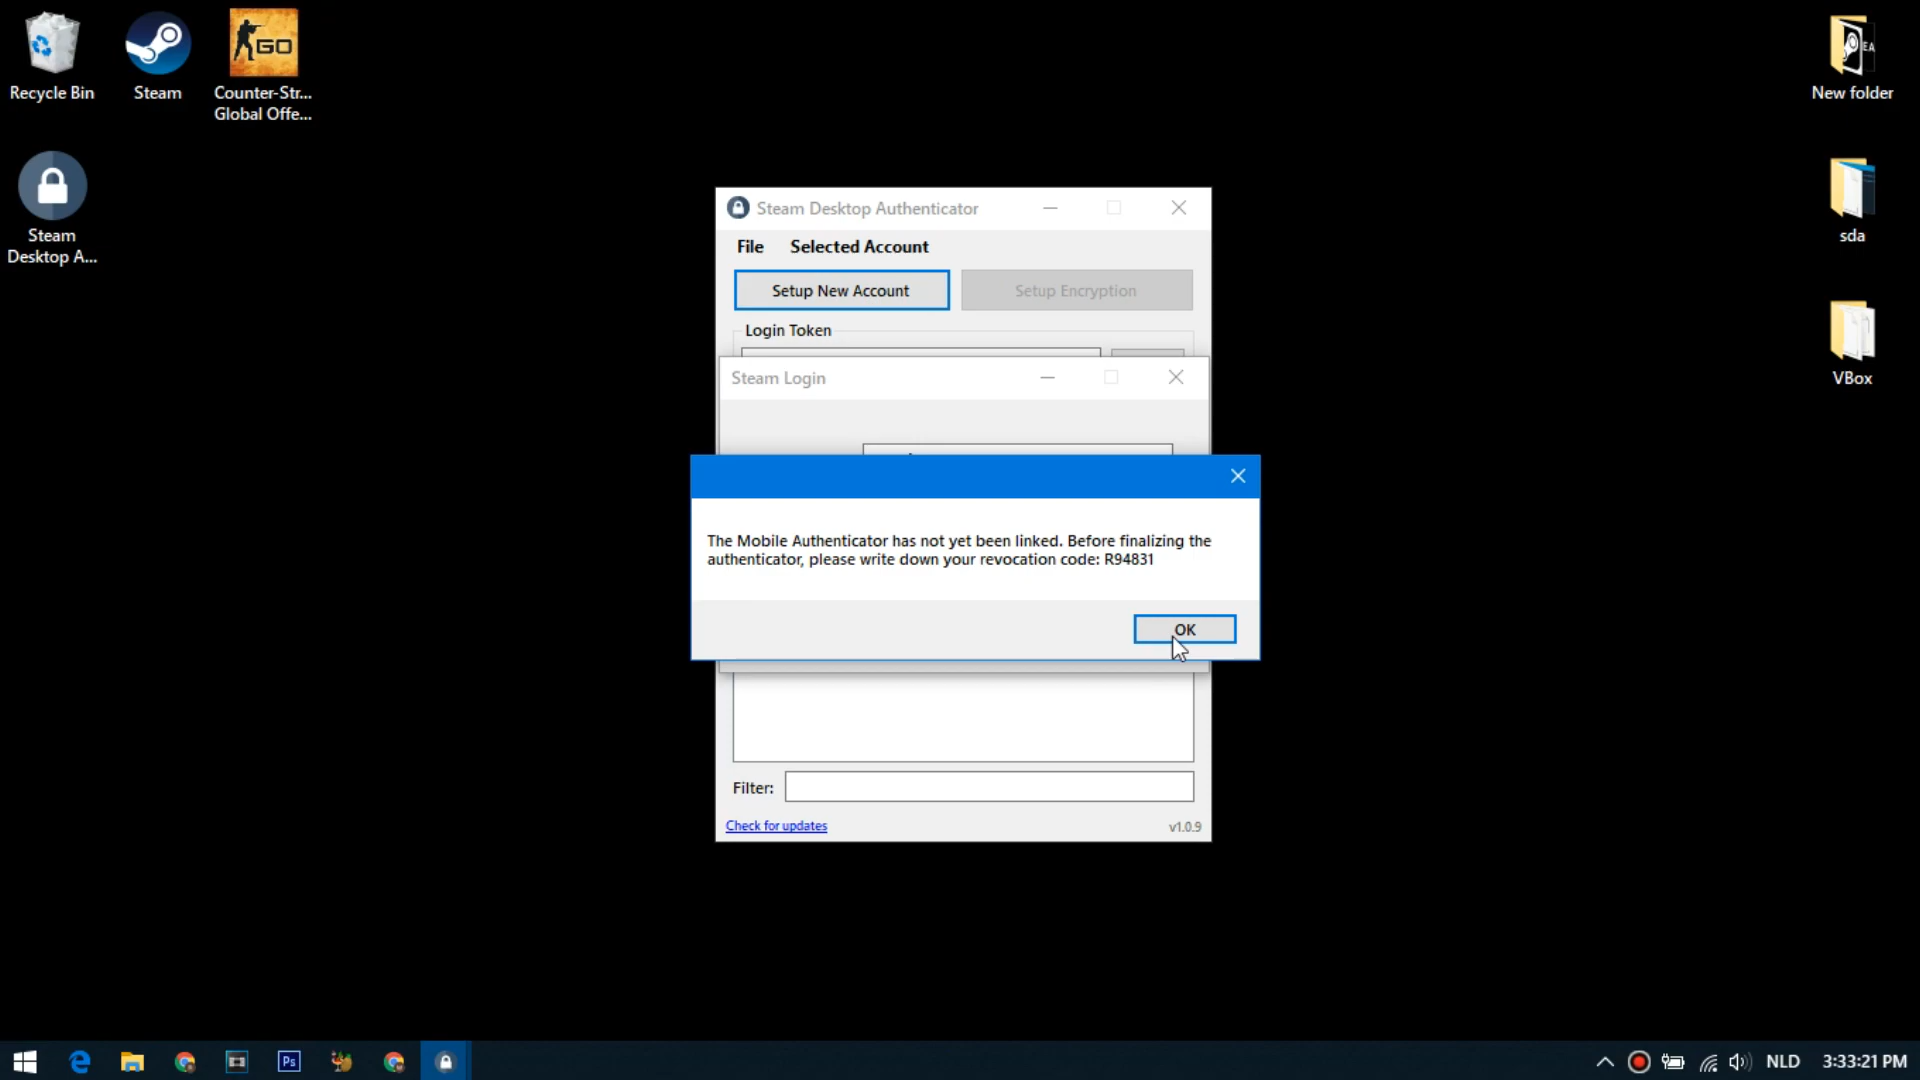 Recycle Bin
Steam
Counter-Str...
Global Offe...
GO
Steam
Desktop A...
New folder
sda
VBox
Steam Desktop Authenticator
File
Selected Account
Setup New Account
Setup Encryption
Login Token
Steam Login
The Mobile Authenticator has not yet been linked. Before finalizing the
authenticator, please write down your revocation code: R94831
OK
Filter:
Check for updates
v1.0.9
Ps
NLD
3:33:21 PM